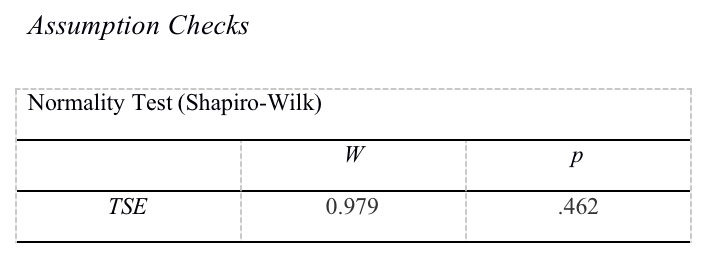 Assumption Checks
Normality Test (Shapiro-Wilk)
W p
TSE 0.979 .462